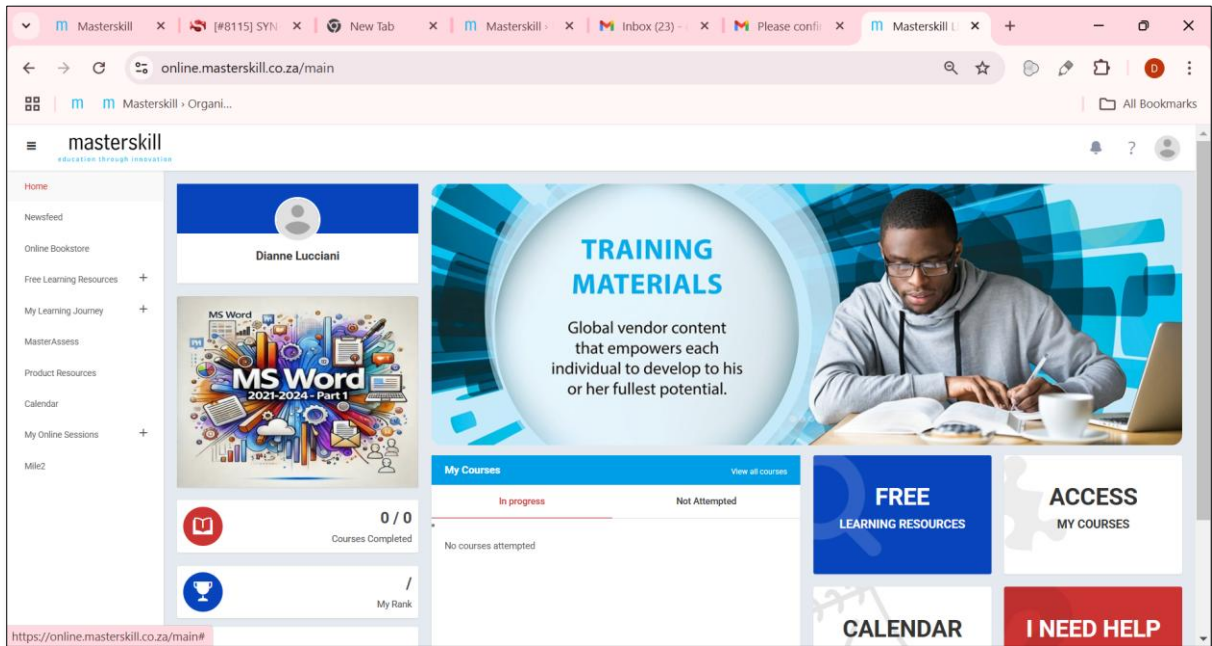 Masterskill
[#8115] SYN
New Tab
Masterskill ›
Inbox (23) -
Please confi
Masterskill L
online.masterskill.co.za/main
D
Masterskill › Organi...
All Bookmarks
masterskill
education through innovation
?
Home
Newsfeed
Online Bookstore
Free Learning Resources +
My Learning Journey +
MasterAssess
Product Resources
Calendar
My Online Sessions +
Mile2
Dianne Lucciani
MS Word
MS Word
2021-2024 - Part 1
0 / 0
Courses Completed
/
My Rank
TRAINING
MATERIALS
Global vendor content
that empowers each
individual to develop to his
or her fullest potential.
My Courses View all courses
In progress Not Attempted
No courses attempted
FREE
LEARNING RESOURCES
ACCESS
MY COURSES
CALENDAR
I NEED HELP
https://online.masterskill.co.za/main#